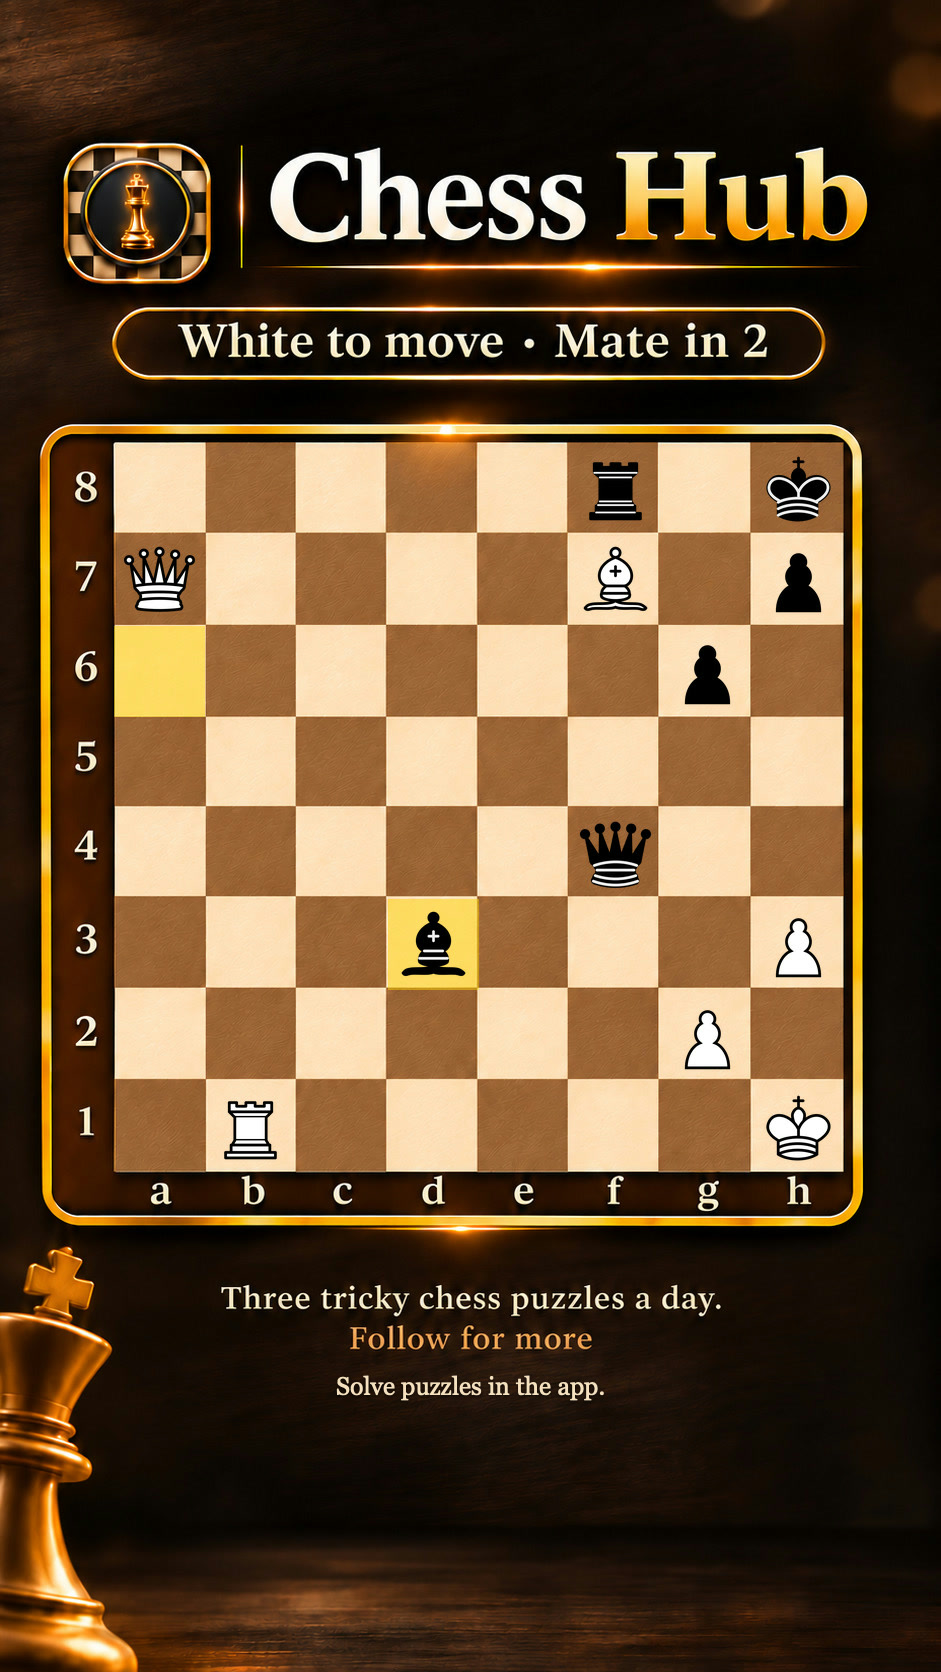 Chess Hub
White to move · Mate in 2
8
7
6
5
4
3
2
1
a b c d e f g h
Three tricky chess puzzles a day.
Follow for more
Solve puzzles in the app.